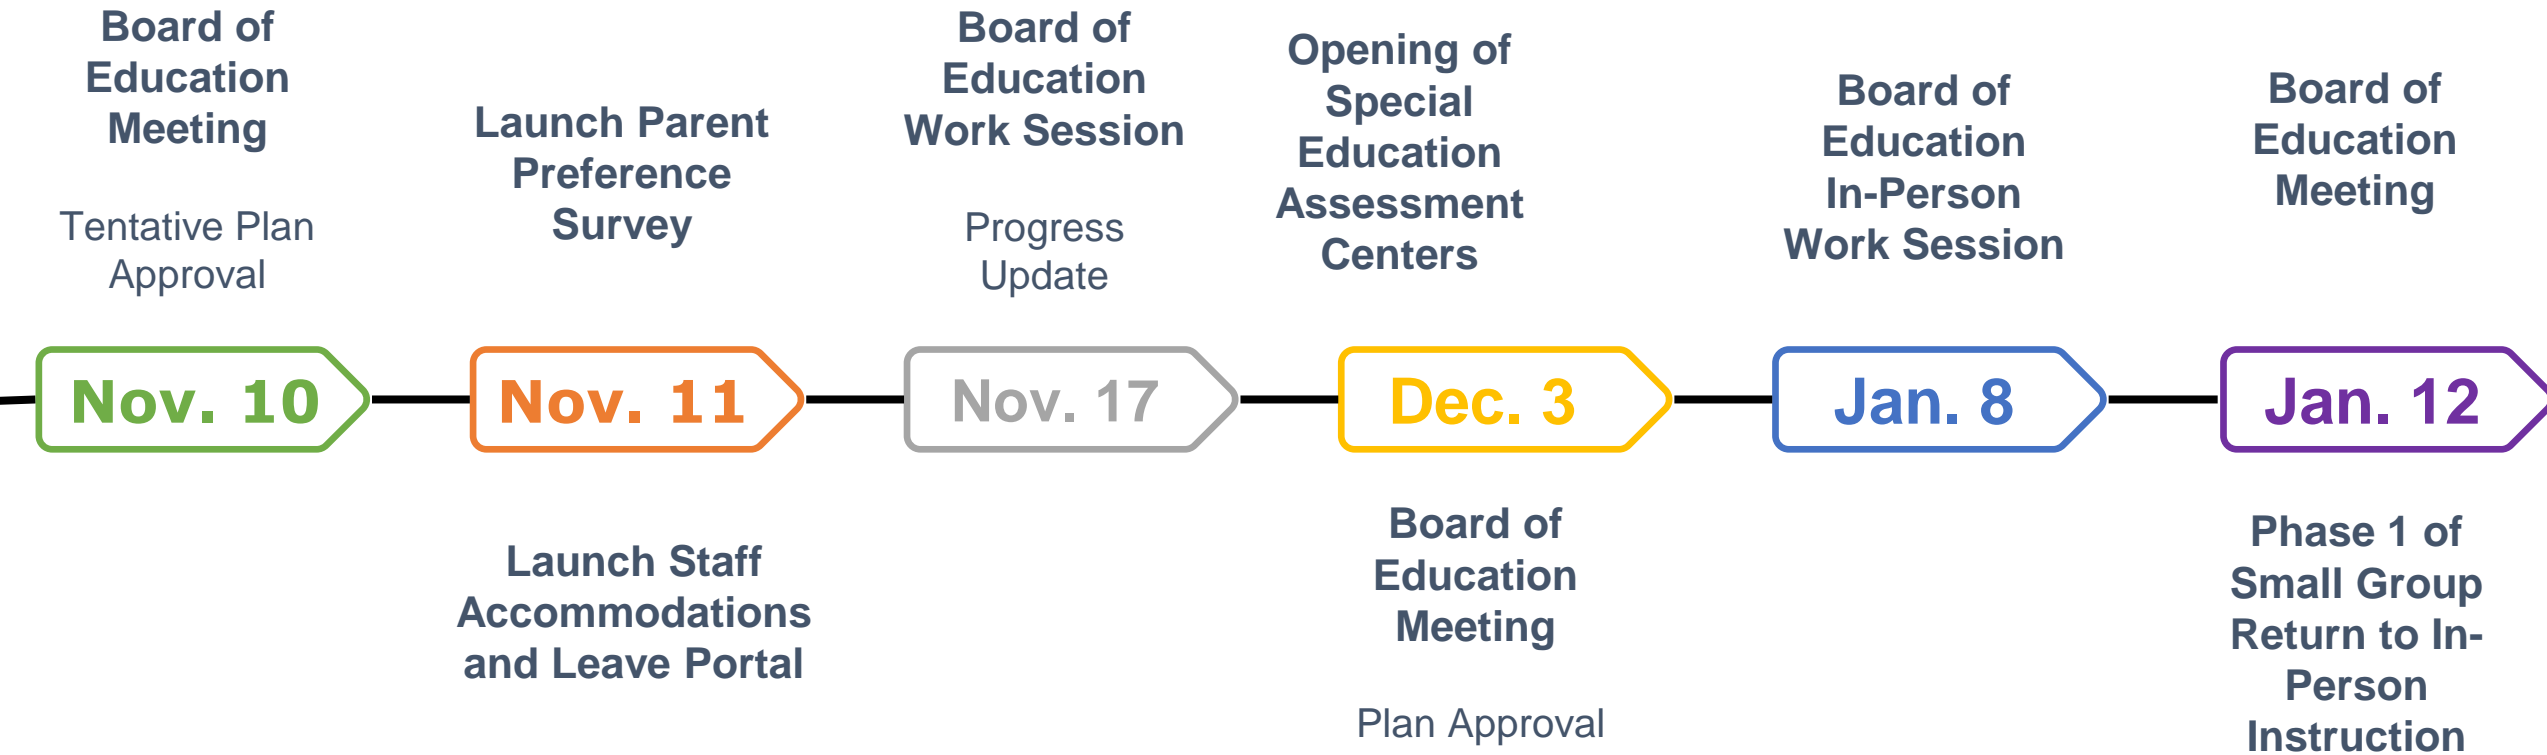 Board of
Education
Meeting
Tentative Plan
Approval
Launch Parent
Preference
Survey
Board of
Education
Work Session
Progress
Update
Opening of
Special
Education
Assessment
Centers
Board of
Education
In-Person
Work Session
Board of
Education
Meeting
Nov. 10
Nov. 11
Nov. 17
Dec. 3
Jan. 8
Jan. 12
Launch Staff
Accommodations
and Leave Portal
Board of
Education
Meeting
Plan Approval
Phase 1 of
Small Group
Return to In-
Person
Instruction